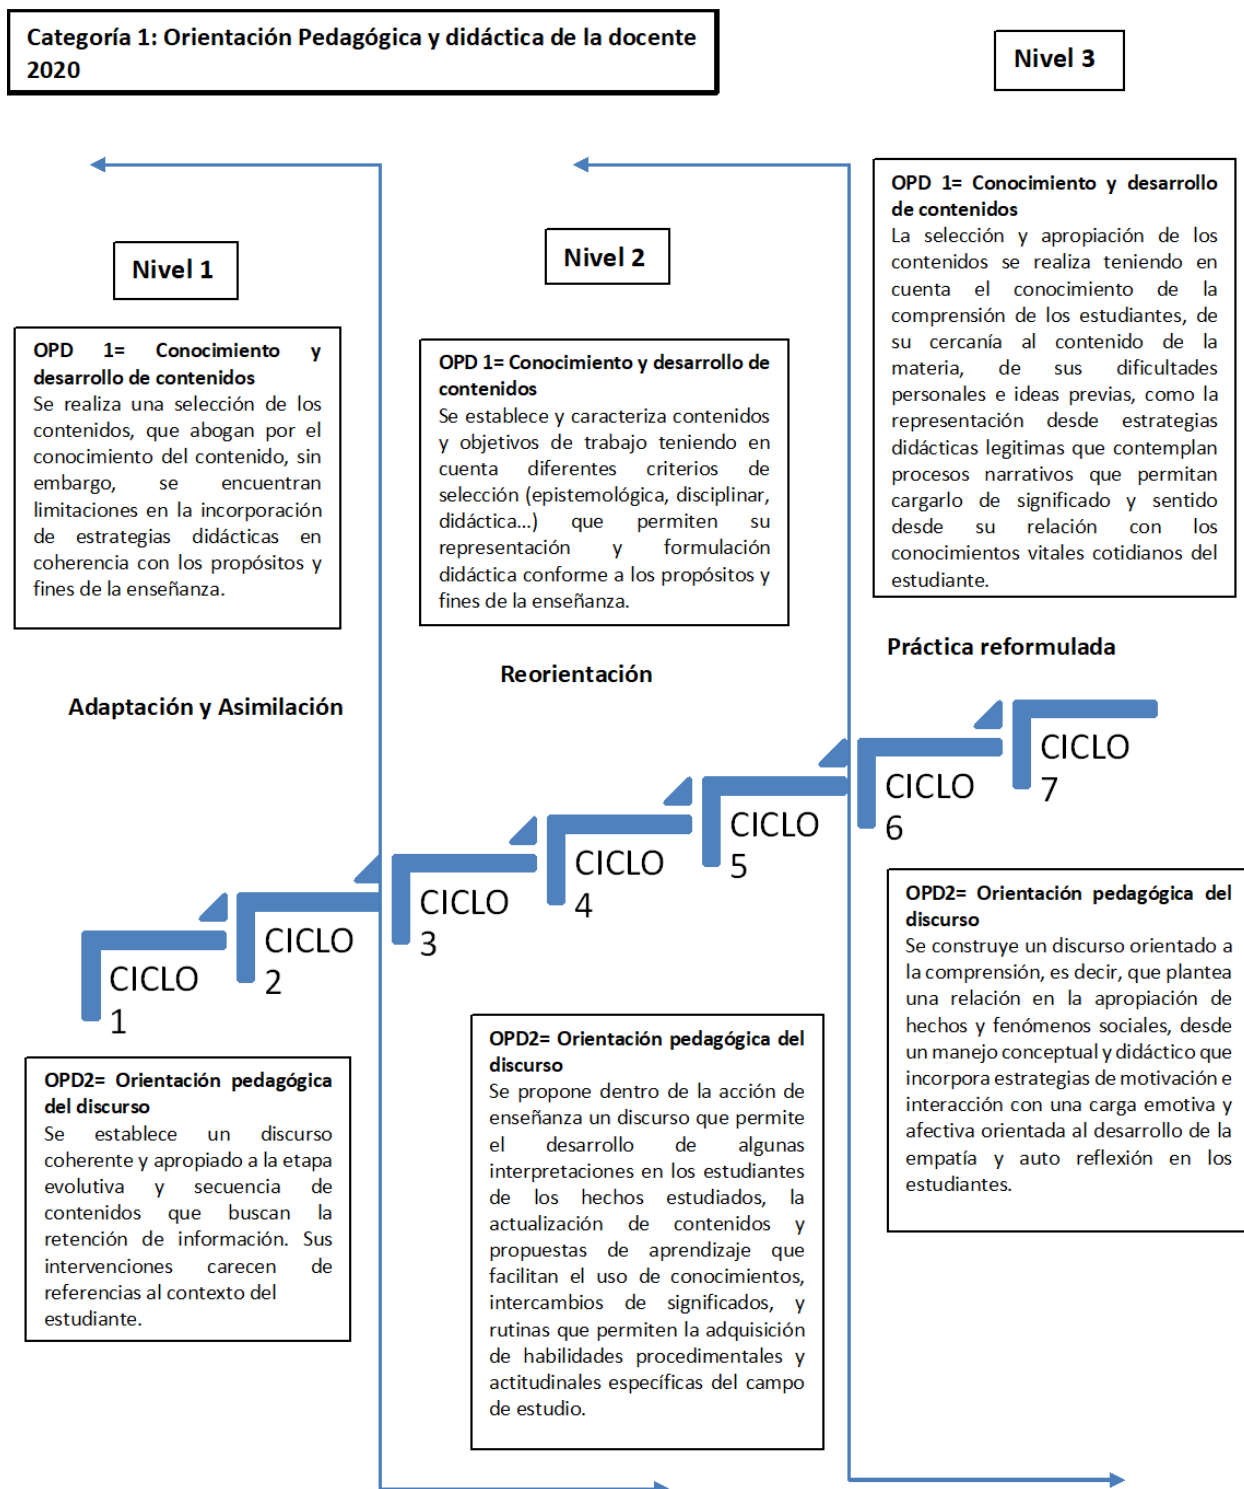 Categoría 1: Orientación Pedagógica y didáctica de la docente
2020
Nivel 1
OPD 1= Conocimiento y
desarrollo de contenidos
Se realiza una selección de los
contenidos, que abogan por el
conocimiento del contenido, sin
embargo, se encuentran
limitaciones en la incorporación
de estrategias didácticas en
coherencia con los propósitos y
fines de la enseñanza.
Adaptación y Asimilación
Nivel 2
OPD 1= Conocimiento y desarrollo de
contenidos
Se establece y caracteriza contenidos
y objetivos de trabajo teniendo en
cuenta diferentes criterios de
selección (epistemológica, disciplinar,
didáctica...) que permiten su
representación y formulación
didáctica conforme a los propósitos y
fines de la enseñanza.
Reorientación
Nivel 3
OPD 1= Conocimiento y desarrollo
de contenidos
La selección y apropiación de los
contenidos se realiza teniendo en
cuenta el conocimiento de la
comprensión de los estudiantes, de
su cercanía al contenido de la
materia, de sus dificultades
personales e ideas previas, como la
representación desde estrategias
didácticas legitimas que contemplan
procesos narrativos que permitan
cargarlo de significado y sentido
desde su relación con los
conocimientos vitales cotidianos del
estudiante.
Práctica reformulada
CICLO
1
CICLO
2
CICLO
3
CICLO
4
CICLO
5
CICLO
6
CICLO
7
OPD2= Orientación pedagógica
del discurso
Se establece un discurso
coherente y apropiado a la etapa
evolutiva y secuencia de
contenidos que buscan la
retención de información. Sus
intervenciones carecen de
referencias al contexto del
estudiante.
OPD2= Orientación pedagógica del
discurso
Se propone dentro de la acción de
enseñanza un discurso que permite
el desarrollo de algunas
interpretaciones en los estudiantes
de los hechos estudiados, la
actualización de contenidos y
propuestas de aprendizaje que
facilitan el uso de conocimientos,
intercambios de significados, y
rutinas que permiten la adquisición
de habilidades procedimentales y
actitudinales específicas del campo
de estudio.
OPD2= Orientación pedagógica del
discurso
Se construye un discurso orientado a
la comprensión, es decir, que plantea
una relación en la apropiación de
hechos y fenómenos sociales, desde
un manejo conceptual y didáctico que
incorpora estrategias de motivación e
interacción con una carga emotiva y
afectiva orientada al desarrollo de la
empatía y auto reflexión en los
estudiantes.